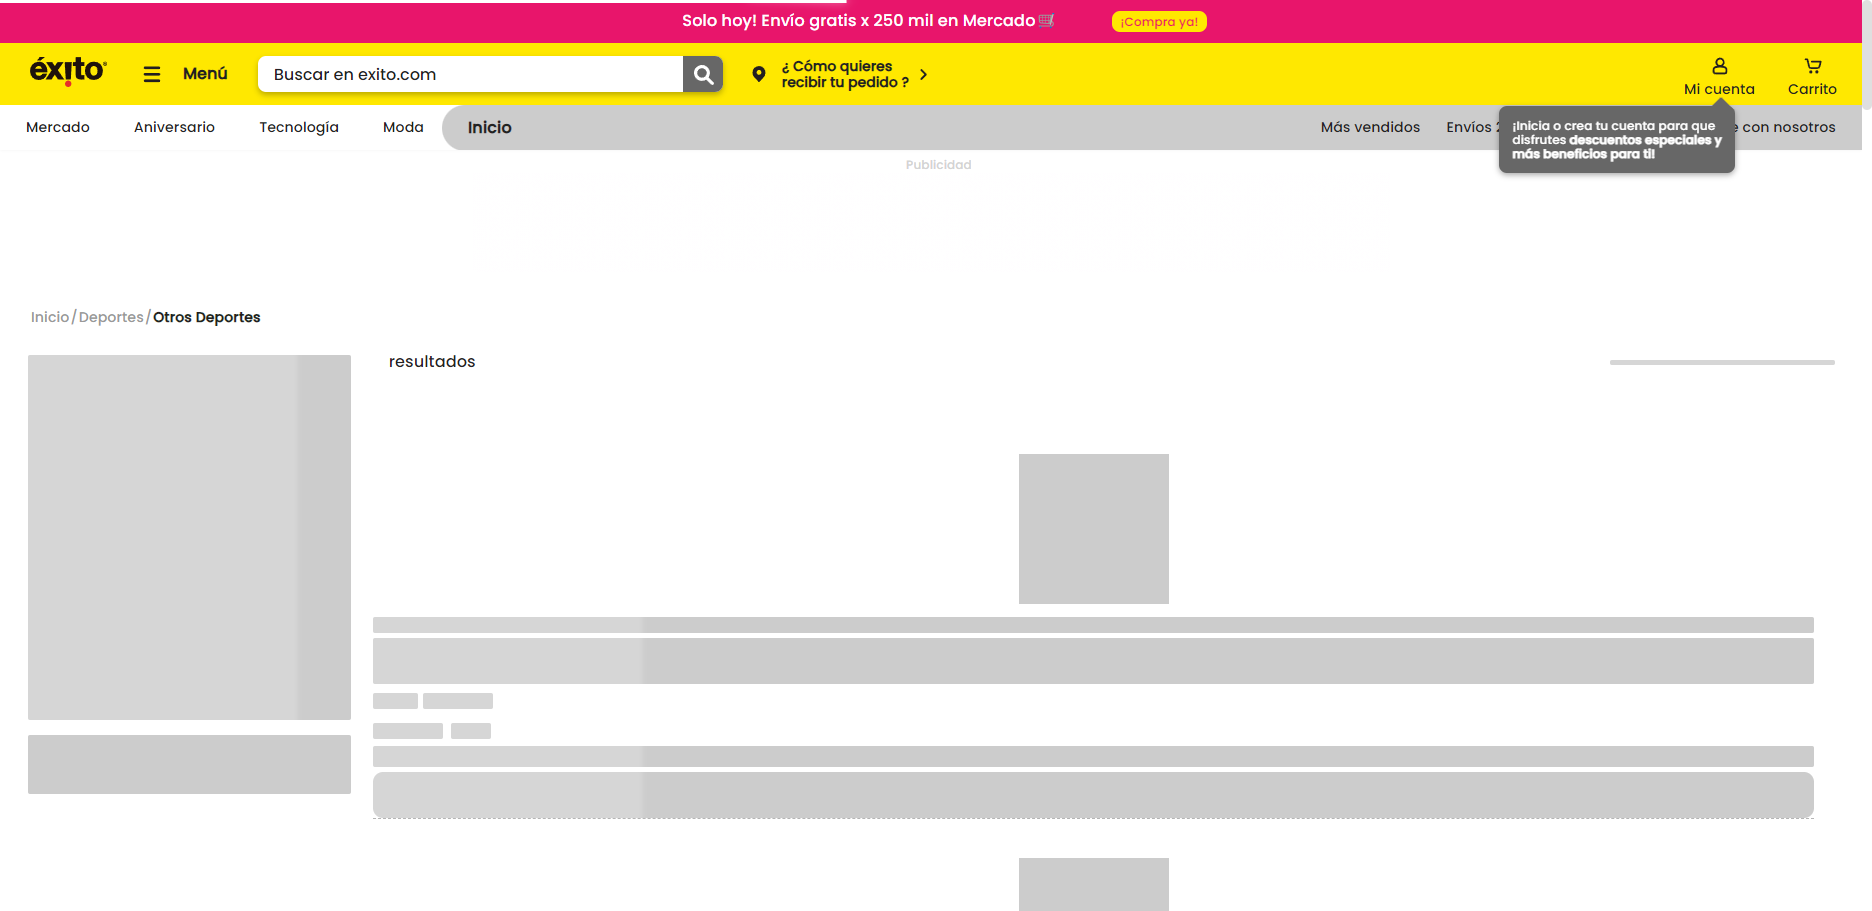 Solo hoy! Envío gratis x 250 mil en Mercado🛒
¡Compra ya!
éxito
Menú
Buscar en exito.com
¿ Cómo quieres
recibir tu pedido ?
Mi cuenta
Carrito
Mercado
Aniversario
Tecnología
Moda
Inicio
Más vendidos
Envíos
con nosotros
¡Inicia o crea tu cuenta para que
disfrutes descuentos especiales y
más beneficios para ti!
Publicidad
Inicio/Deportes/Otros Deportes
resultados